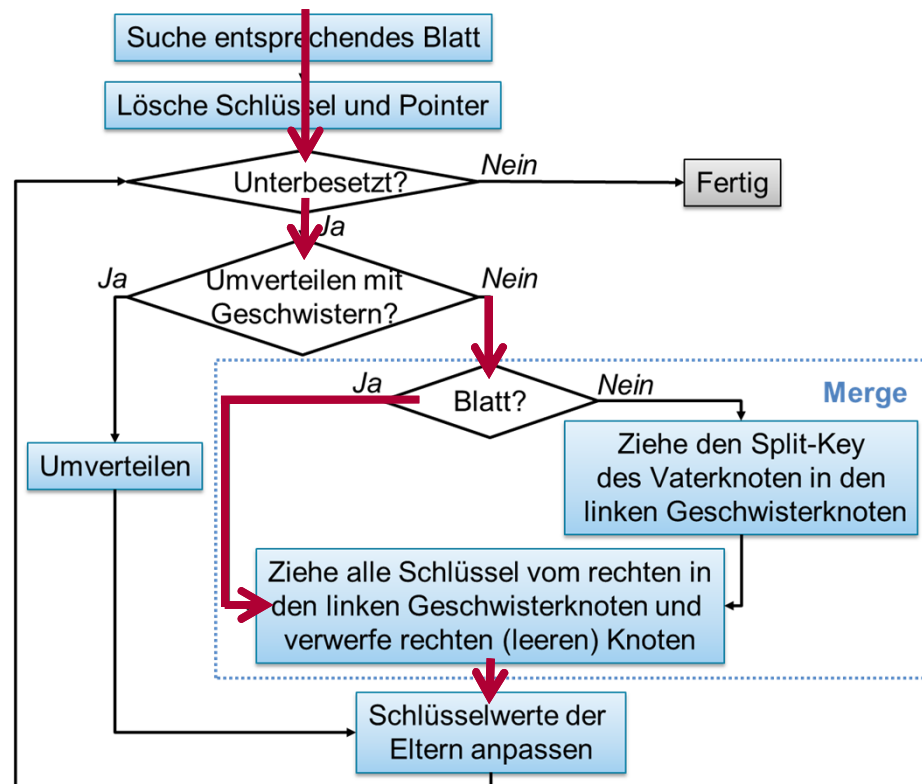 Suche entsprechendes Blatt
Lösche Schlüssel und Pointer
Unterbesetzt?
Nein
Fertig
Ja
Umverteilen mit
Geschwistern?
Ja
Nein
Blatt?
Ja
Nein
Merge
Umverteilen
Ziehe den Split-Key
des Vaterknoten in den
linken Geschwisterknoten
Ziehe alle Schlüssel vom rechten in
den linken Geschwisterknoten und
verwerfe rechten (leeren) Knoten
Schlüsselwerte der
Eltern anpassen